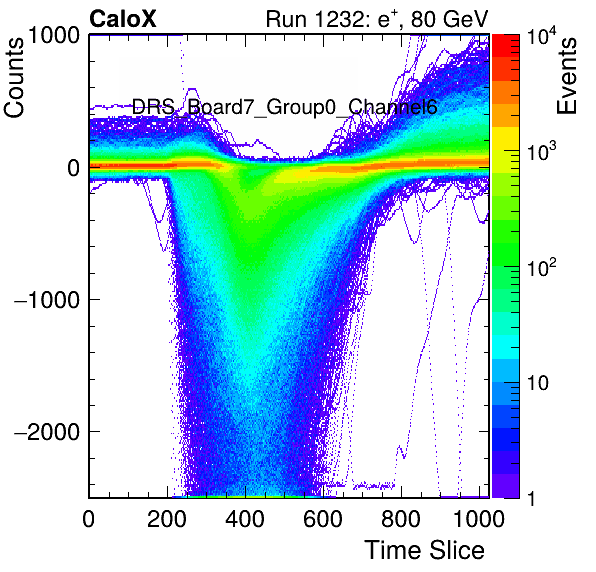 CaloX Run 1232: e⁺, 80 GeV
DRS_Board7_Group0_Channel6
Counts
1000
0
−1000
−2000
0 200 400 600 800 1000
Time Slice
Events
10⁴
10³
10²
10
1